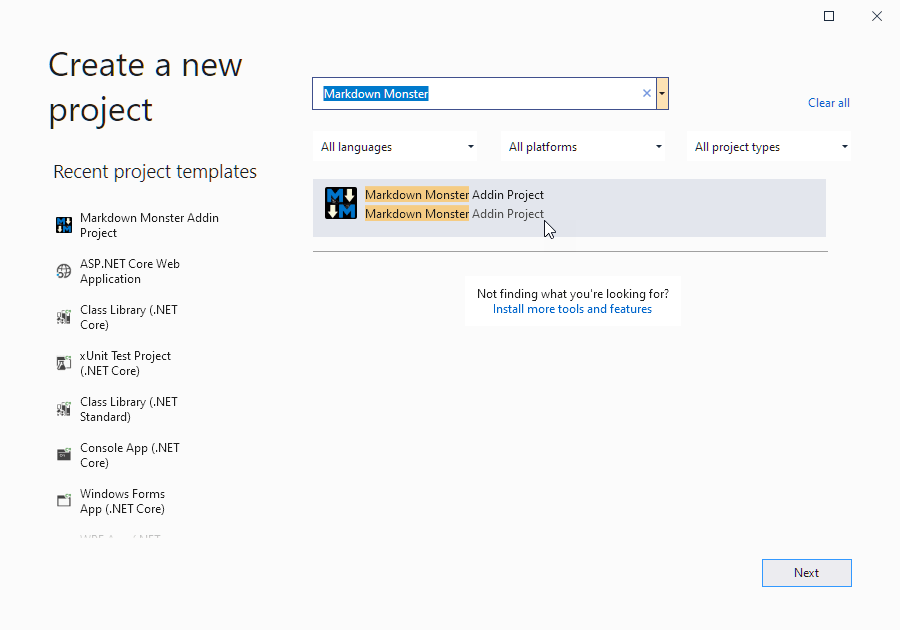 Create a new
project
Markdown Monster
Clear all
All languages
All platforms
All project types
Recent project templates
Markdown Monster Addin
Project
ASP.NET Core Web
Application
Class Library (.NET
Core)
xUnit Test Project
(.NET Core)
Class Library (.NET
Standard)
Console App (.NET
Core)
Windows Forms
App (.NET Core)
Markdown Monster Addin Project
Markdown Monster Addin Project
Not finding what you're looking for?
Install more tools and features
Next